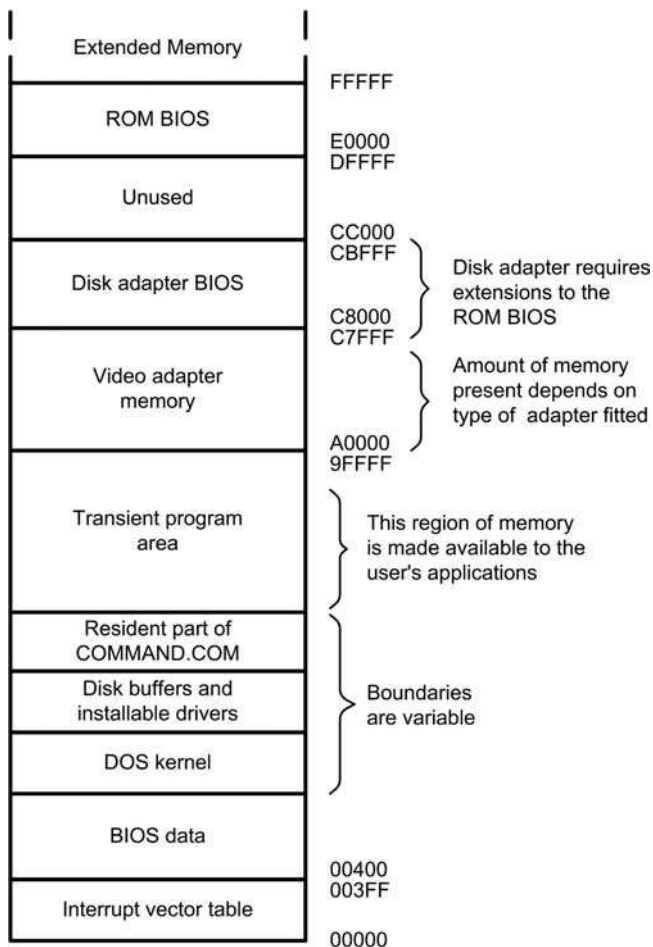 Extended Memory
FFFFF
ROM BIOS
E0000
DFFFF
Unused
CC000
CBFFF
Disk adapter BIOS
Disk adapter requires
extensions to the
ROM BIOS
C8000
C7FFF
Video adapter
memory
Amount of memory
present depends on
type of adapter fitted
A0000
9FFFF
Transient program
area
This region of memory
is made available to the
user's applications
Resident part of
COMMAND.COM
Disk buffers and
installable drivers
Boundaries
are variable
DOS kernel
BIOS data
00400
003FF
Interrupt vector table
00000